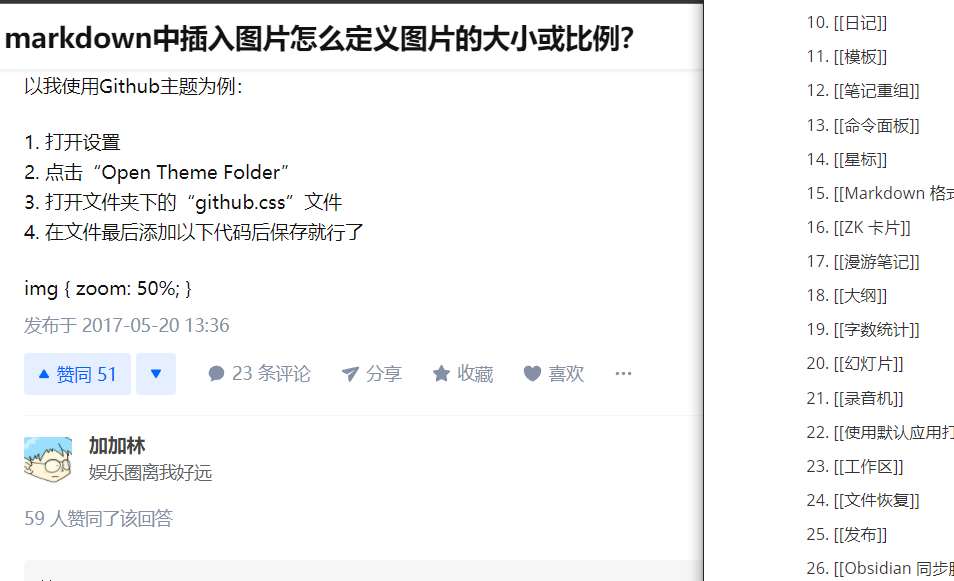 markdown中插入图片怎么定义图片的大小或比例？
以我使用Github主题为例：
1. 打开设置
2. 点击“Open Theme Folder”
3. 打开文件夹下的“github.css”文件
4. 在文件最后添加以下代码后保存就行了
img { zoom: 50%; }
发布于 2017-05-20 13:36
赞同 51
23 条评论
分享
收藏
喜欢
加加林
娱乐圈离我好远
59 人赞同了该回答
10. [[日记]]
11. [[模板]]
12. [[笔记重组]]
13. [[命令面板]]
14. [[星标]]
15. [[Markdown 格式
16. [[ZK 卡片]]
17. [[漫游笔记]]
18. [[大纲]]
19. [[字数统计]]
20. [[幻灯片]]
21. [[录音机]]
22. [[使用默认应用打
23. [[工作区]]
24. [[文件恢复]]
25. [[发布]]
26. [[Obsidian 同步服